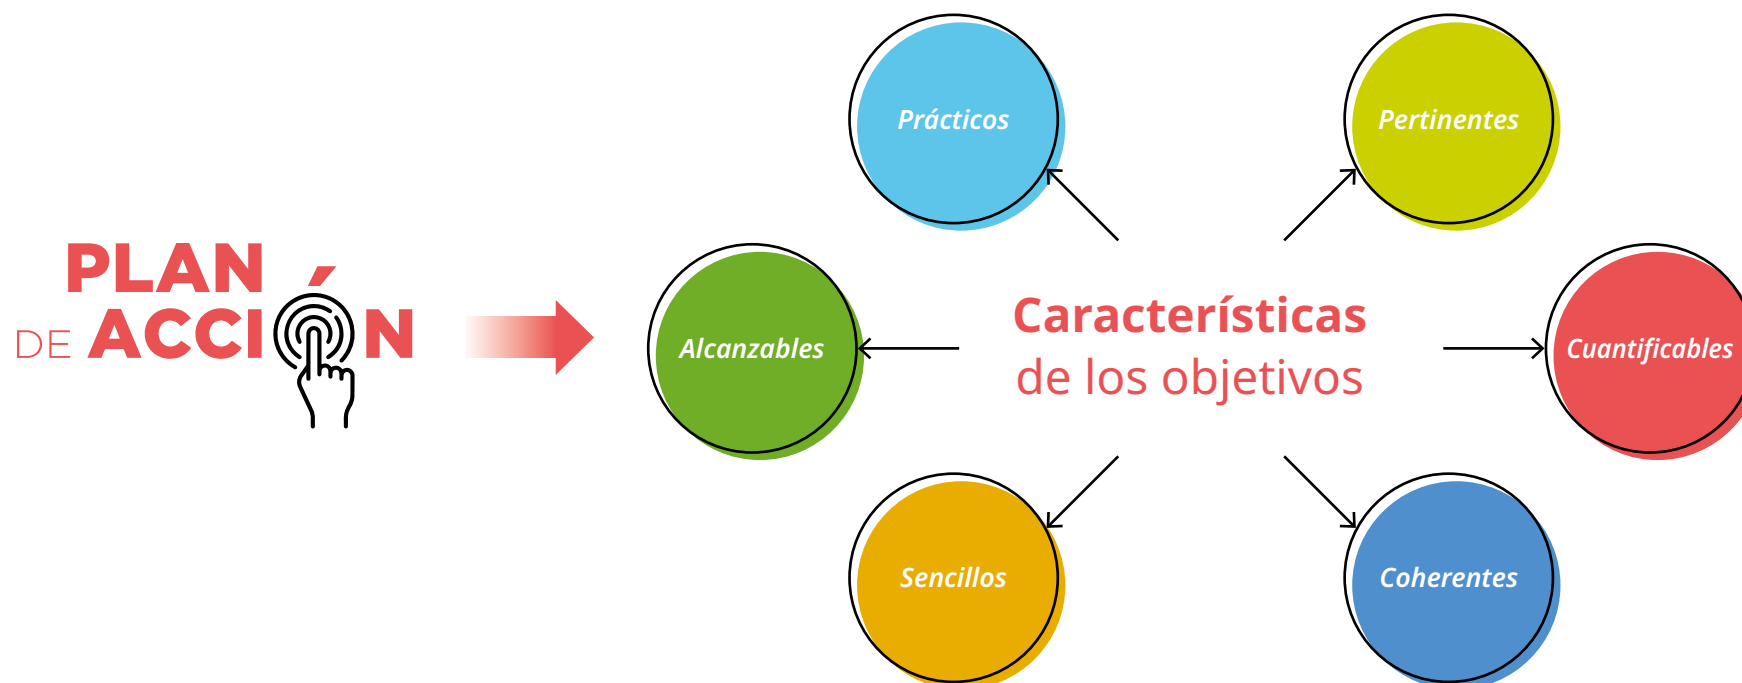 PLAN
DE ACCIÓN
Prácticos
Pertinentes
Alcanzables
Características
de los objetivos
Cuantificables
Sencillos
Coherentes